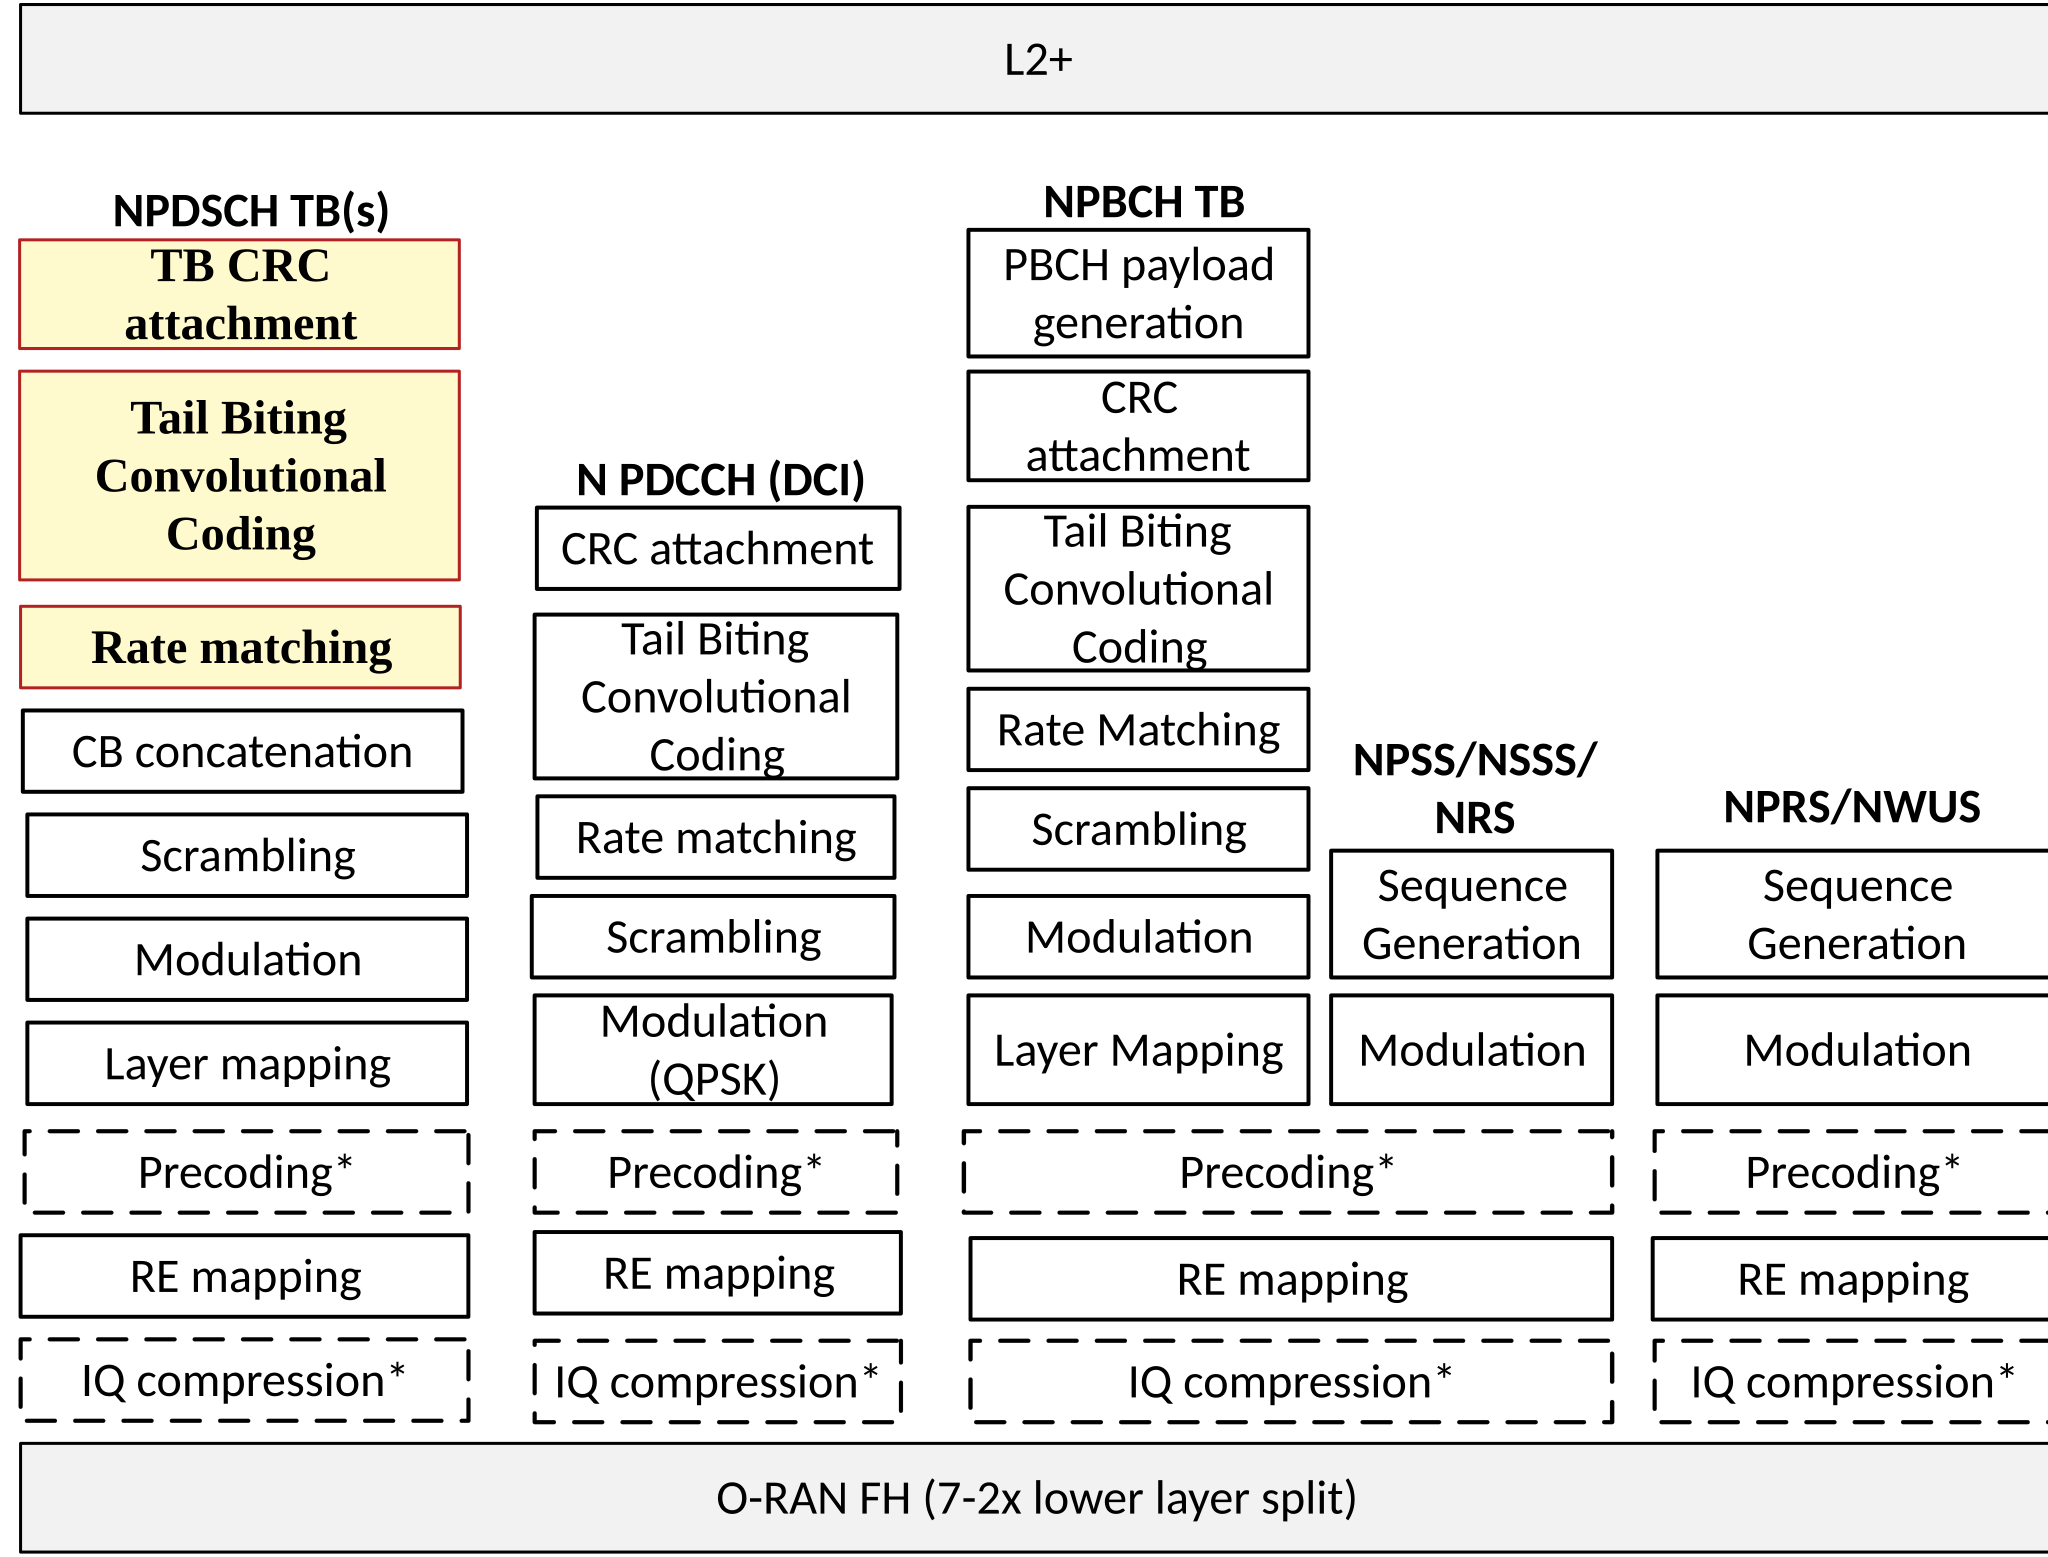 L2+
NPDSCH TB(s)
TB CRC
attachment
Tail Biting
Convolutional
Coding
Rate matching
CB concatenation
Scrambling
Modulation
Layer mapping
Precoding*
RE mapping
IQ compression*
N PDCCH (DCI)
CRC attachment
Tail Biting
Convolutional
Coding
Rate matching
Scrambling
Modulation
(QPSK)
Precoding*
RE mapping
IQ compression*
NPBCH TB
PBCH payload
generation
CRC
attachment
Tail Biting
Convolutional
Coding
Rate Matching
Scrambling
Modulation
Layer Mapping
NPSS/NSSS/
NRS
Sequence
Generation
Modulation
Precoding*
RE mapping
IQ compression*
NPRS/NWUS
Sequence
Generation
Modulation
Precoding*
RE mapping
IQ compression*
O-RAN FH (7-2x lower layer split)